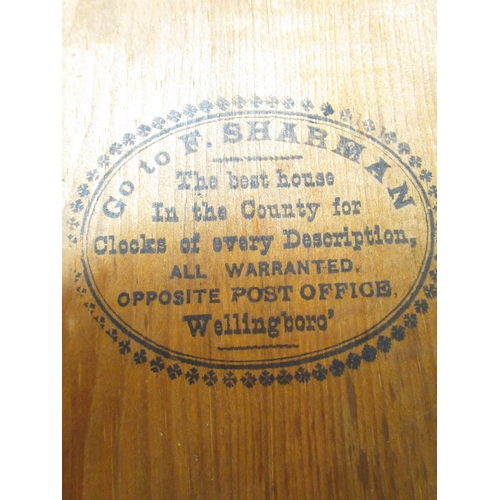 Go to F. SHARMAN
The best house
In the County for
Clocks of every Description,
ALL WARRANTED.
OPPOSITE POST OFFICE,
Wellingboro'